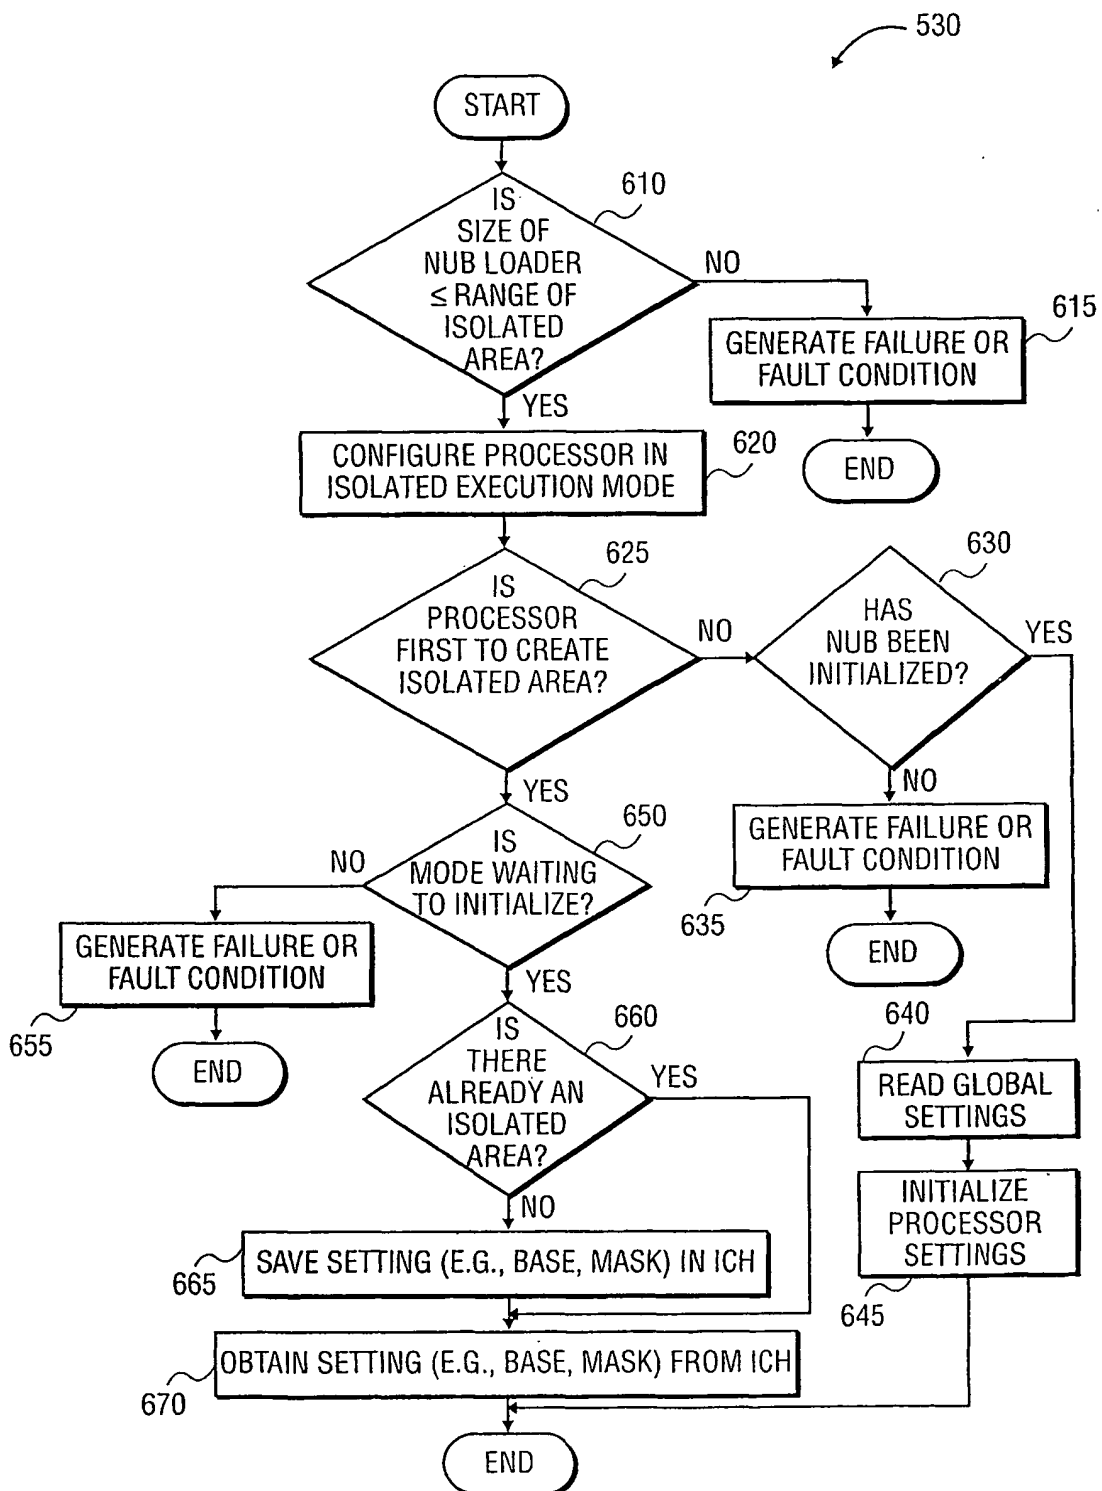 530
START
610
IS
SIZE OF
NUB LOADER
≤ RANGE OF
ISOLATED
AREA?
NO
615
GENERATE FAILURE OR
FAULT CONDITION
END
YES
620
CONFIGURE PROCESSOR IN
ISOLATED EXECUTION MODE
625
IS
PROCESSOR
FIRST TO CREATE
ISOLATED AREA?
NO
630
HAS
NUB BEEN
INITIALIZED?
YES
NO
GENERATE FAILURE OR
FAULT CONDITION
635
END
YES
650
IS
MODE WAITING
TO INITIALIZE?
NO
GENERATE FAILURE OR
FAULT CONDITION
655
END
YES
660
IS
THERE
ALREADY AN
ISOLATED
AREA?
YES
640
READ GLOBAL
SETTINGS
INITIALIZE
PROCESSOR
SETTINGS
645
NO
SAVE SETTING (E.G., BASE, MASK) IN ICH
665
OBTAIN SETTING (E.G., BASE, MASK) FROM ICH
670
END